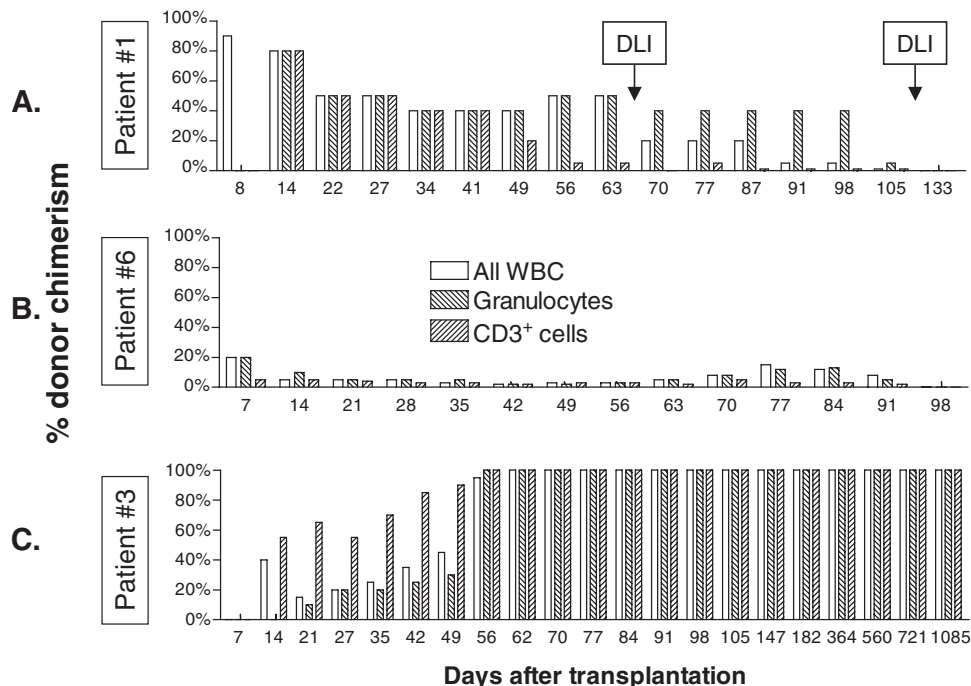 A.
Patient #1
100%
80%
60%
40%
20%
0%
DLI
DLI
8 14 22 27 34 41 49 56 63 70 77 87 91 98 105 133
% donor chimerism
B.
Patient #6
100%
80%
60%
40%
20%
0%
All WBC
Granulocytes
CD3+ cells
7 14 21 28 35 42 49 56 63 70 77 84 91 98
C.
Patient #3
100%
80%
60%
40%
20%
0%
7 14 21 27 35 42 49 56 62 70 77 84 91 98 105 147 182 364 560 721 1085
Days after transplantation